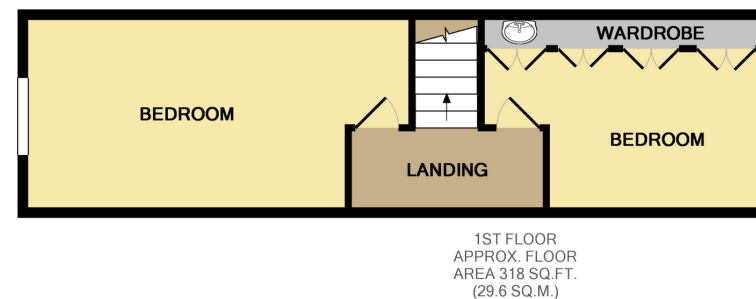 WARDROBE
BEDROOM
BEDROOM
LANDING
1ST FLOOR
APPROX. FLOOR
AREA 318 SQ.FT.
(29.6 SQ.M.)